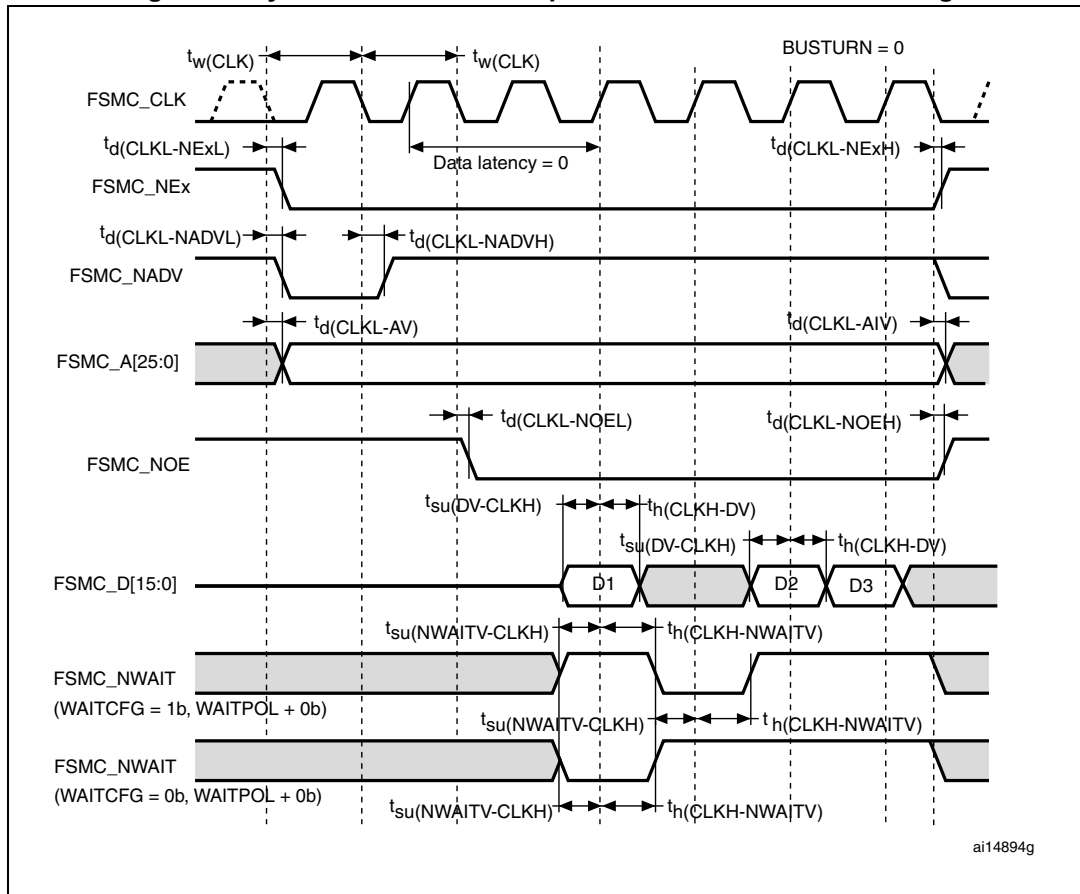 BUSTURN = 0
tw(CLK) tw(CLK)
FSMC_CLK
td(CLKL-NExL) Data latency = 0 td(CLKL-NExH)
FSMC_NEx
td(CLKL-NADVL) td(CLKL-NADVH)
FSMC_NADV
td(CLKL-AV) td(CLKL-AIV)
FSMC_A[25:0]
td(CLKL-NOEL) td(CLKL-NOEH)
FSMC_NOE
tsu(DV-CLKH) th(CLKH-DV)
tsu(DV-CLKH) th(CLKH-DV)
FSMC_D[15:0] D1 D2 D3
tsu(NWAITV-CLKH) th(CLKH-NWAITV)
FSMC_NWAIT
(WAITCFG = 1b, WAITPOL + 0b)
tsu(NWAITV-CLKH) th(CLKH-NWAITV)
FSMC_NWAIT
(WAITCFG = 0b, WAITPOL + 0b)
tsu(NWAITV-CLKH) th(CLKH-NWAITV)
ai14894g